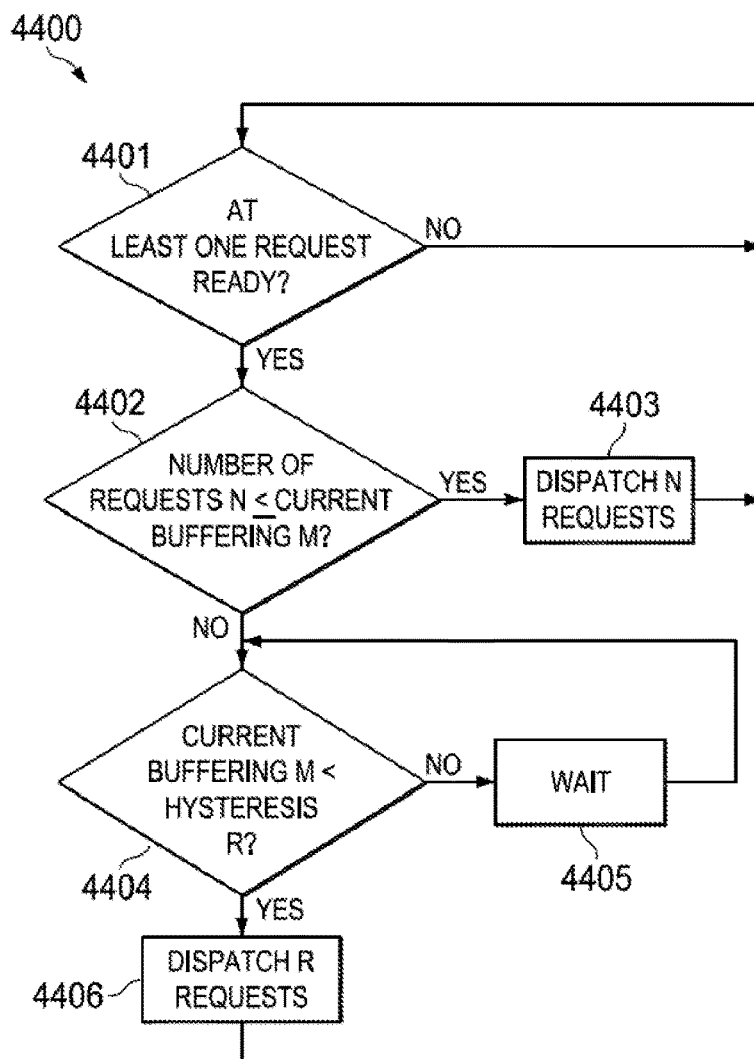 4400
4401
AT
LEAST ONE REQUEST
READY?
NO
YES
4402
NUMBER OF
REQUESTS N ≤ CURRENT
BUFFERING M?
YES
4403
DISPATCH N
REQUESTS
NO
CURRENT
BUFFERING M <
HYSTERESIS
R?
NO
WAIT
4404
4405
YES
DISPATCH R
REQUESTS
4406